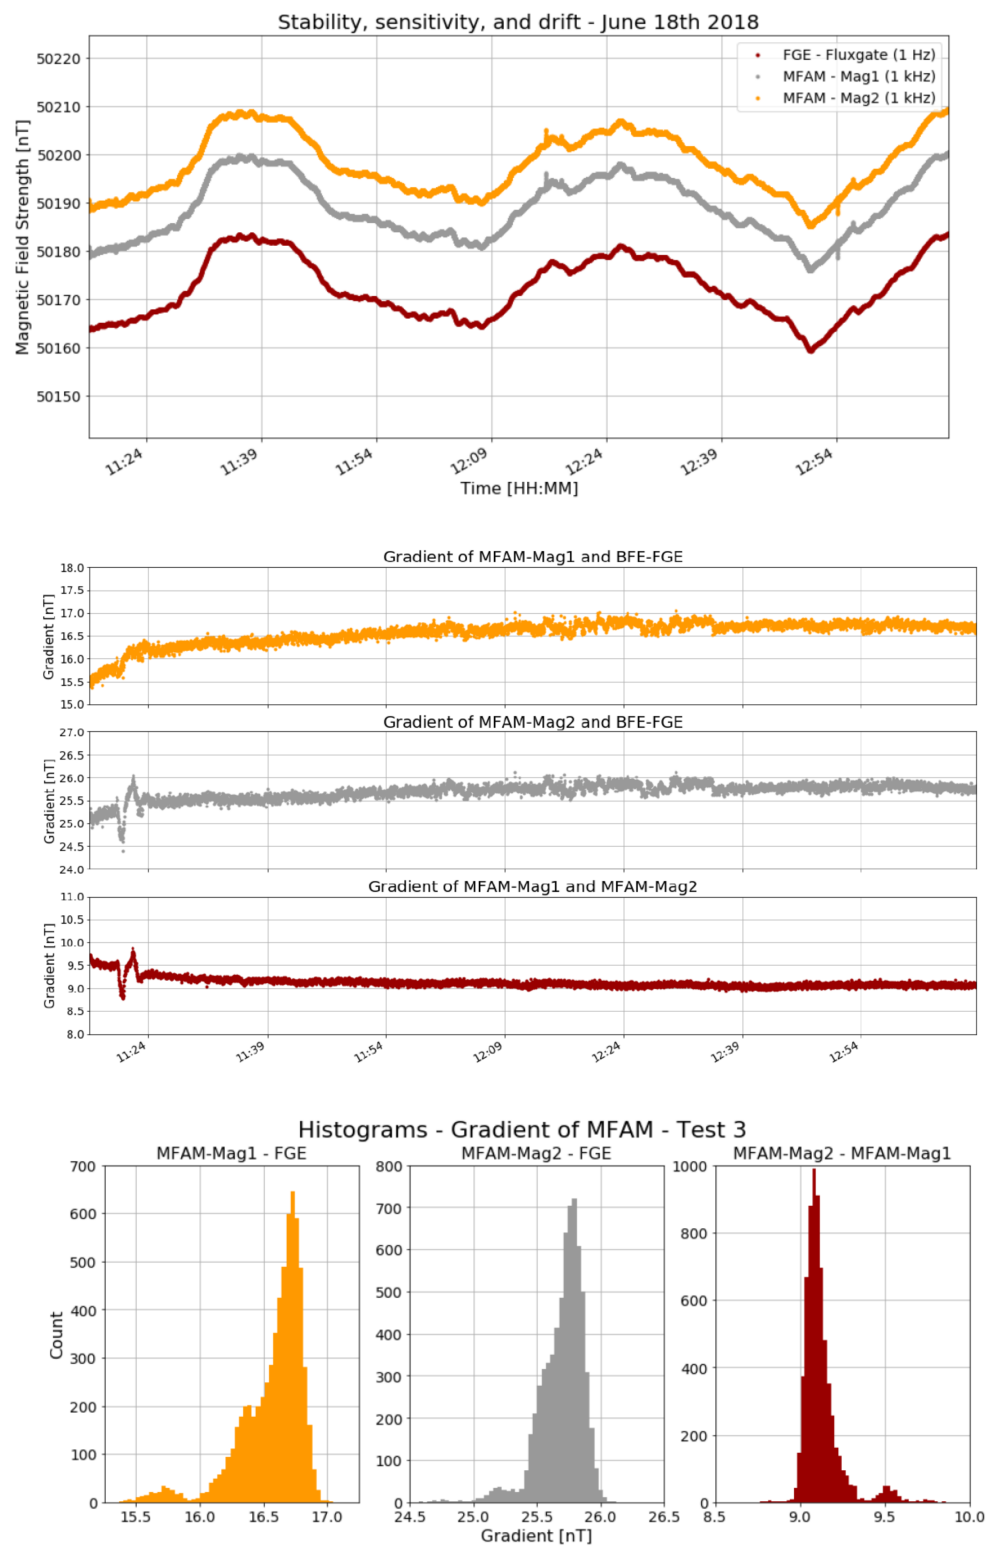 Stability, sensitivity, and drift - June 18th 2018
FGE - Fluxgate (1 Hz)
MFAM - Mag1 (1 kHz)
MFAM - Mag2 (1 kHz)
Magnetic Field Strength [nT]
50220
50210
50200
50190
50180
50170
50160
50150
11:24 11:39 11:54 12:09 12:24 12:39 12:54
Time [HH:MM]
Gradient of MFAM-Mag1 and BFE-FGE
Gradient [nT]
18.0
17.5
17.0
16.5
16.0
15.5
15.0
Gradient of MFAM-Mag2 and BFE-FGE
Gradient [nT]
27.0
26.5
26.0
25.5
25.0
24.5
24.0
Gradient of MFAM-Mag1 and MFAM-Mag2
Gradient [nT]
11.0
10.5
10.0
9.5
9.0
8.5
8.0
11:24 11:39 11:54 12:09 12:24 12:39 12:54
Histograms - Gradient of MFAM - Test 3
MFAM-Mag1 - FGE
Count
700
600
500
400
300
200
100
0
15.5 16.0 16.5 17.0
MFAM-Mag2 - FGE
800
700
600
500
400
300
200
100
0
24.5 25.0 25.5 26.0 26.5
Gradient [nT]
MFAM-Mag2 - MFAM-Mag1
1000
800
600
400
200
0
8.5 9.0 9.5 10.0